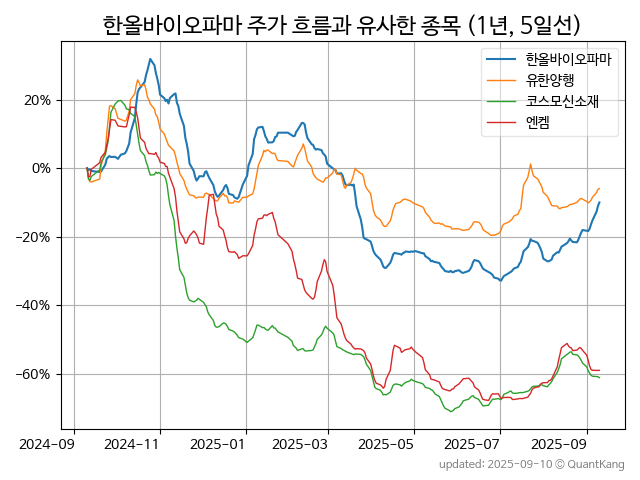 한올바이오파마 주가 흐름과 유사한 종목 (1년, 5일선)
한올바이오파마
유한양행
코스모신소재
엔켐
20%
0%
−20%
−40%
−60%
2024−09
2024−11
2025−01
2025−03
2025−05
2025−07
2025−09
updated: 2025-09-10 © QuantKang